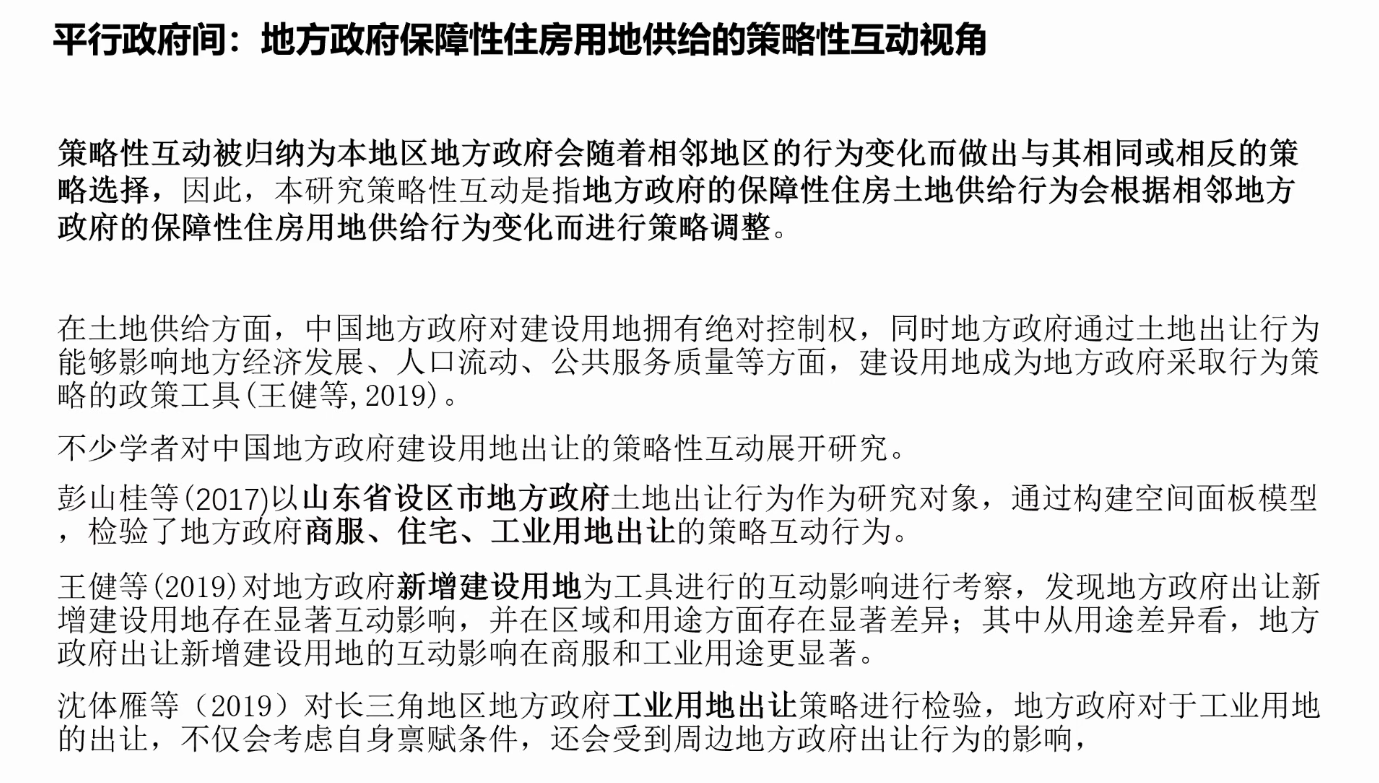 平行政府间：地方政府保障性住房用地供给的策略性互动视角
策略性互动被归纳为本地区地方政府会随着相邻地区的行为变化而做出与其相同或相反的策
略选择，因此，本研究策略性互动是指地方政府的保障性住房土地供给行为会根据相邻地方
政府的保障性住房用地供给行为变化而进行策略调整。
在土地供给方面，中国地方政府对建设用地拥有绝对控制权，同时地方政府通过土地出让行为
能够影响地方经济发展、人口流动、公共服务质量等方面，建设用地成为地方政府采取行为策
略的政策工具(王健等,2019)。
不少学者对中国地方政府建设用地出让的策略性互动展开研究。
彭山桂等(2017)以山东省设区市地方政府土地出让行为作为研究对象，通过构建空间面板模型
，检验了地方政府商服、住宅、工业用地出让的策略互动行为。
王健等(2019)对地方政府新增建设用地为工具进行的互动影响进行考察，发现地方政府出让新
增建设用地存在显著互动影响，并在区域和用途方面存在显著差异；其中从用途差异看，地方
政府出让新增建设用地的互动影响在商服和工业用途更显著。
沈体雁等（2019）对长三角地区地方政府工业用地出让策略进行检验，地方政府对于工业用地
的出让，不仅会考虑自身禀赋条件，还会受到周边地方政府出让行为的影响，